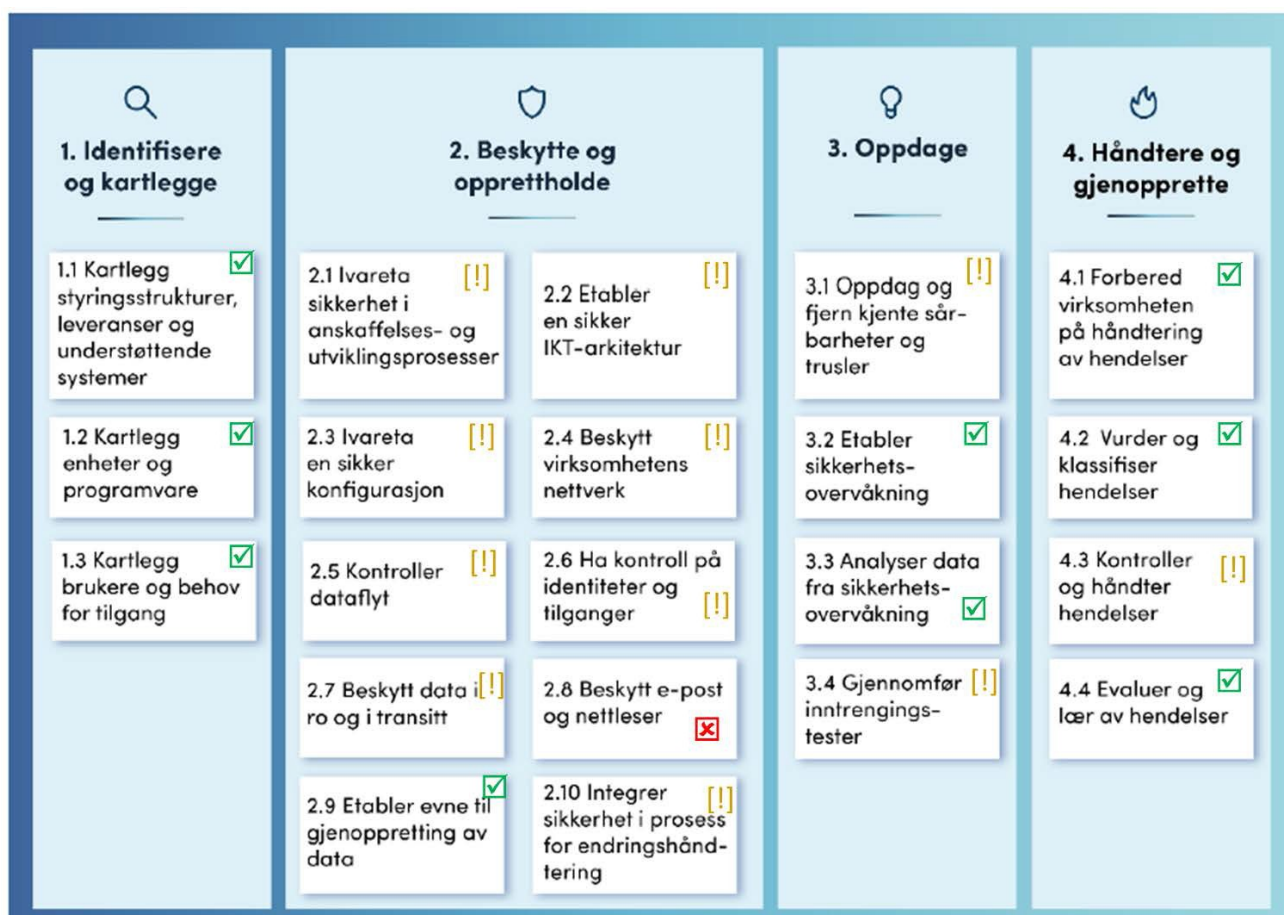 1. Identifisere
og kartlegge
1.1 Kartlegg
styringsstrukturer,
leveranser og
understøttende
systemer
1.2 Kartlegg
enheter og
programvare
1.3 Kartlegg
brukere og behov
for tilgang
2. Beskytte og
opprettholde
2.1 Ivareta
sikkerhet i
anskaffelses- og
utviklingsprosesser
[!]
2.2 Etabler
en sikker
IKT-arkitektur
[!]
2.3 Ivareta
en sikker
konfigurasjon
[!]
2.4 Beskytt
virksomhetens
nettverk
[!]
2.5 Kontroller
dataflyt
[!]
2.6 Ha kontroll på
identiteter og
tilganger
[!]
2.7 Beskytt data i
ro og i transitt
[!]
2.8 Beskytt e-post
og nettleser
2.9 Etabler evne til
gjenoppretting av
data
2.10 Integrer
sikkerhet i prosess
for endringshånd-
tering
[!]
3. Oppdage
3.1 Oppdag og
fjern kjente sår-
barheter og
trusler
[!]
3.2 Etabler
sikkerhets-
overvåkning
3.3 Analyser data
fra sikkerhets-
overvåkning
3.4 Gjennomfør
inntrengings-
tester
[!]
4. Håndtere og
gjenopprette
4.1 Forbered
virksomheten
på håndtering
av hendelser
4.2 Vurder og
klassifiser
hendelser
4.3 Kontroller
og håndter
hendelser
[!]
4.4 Evaluer og
lær av hendelser